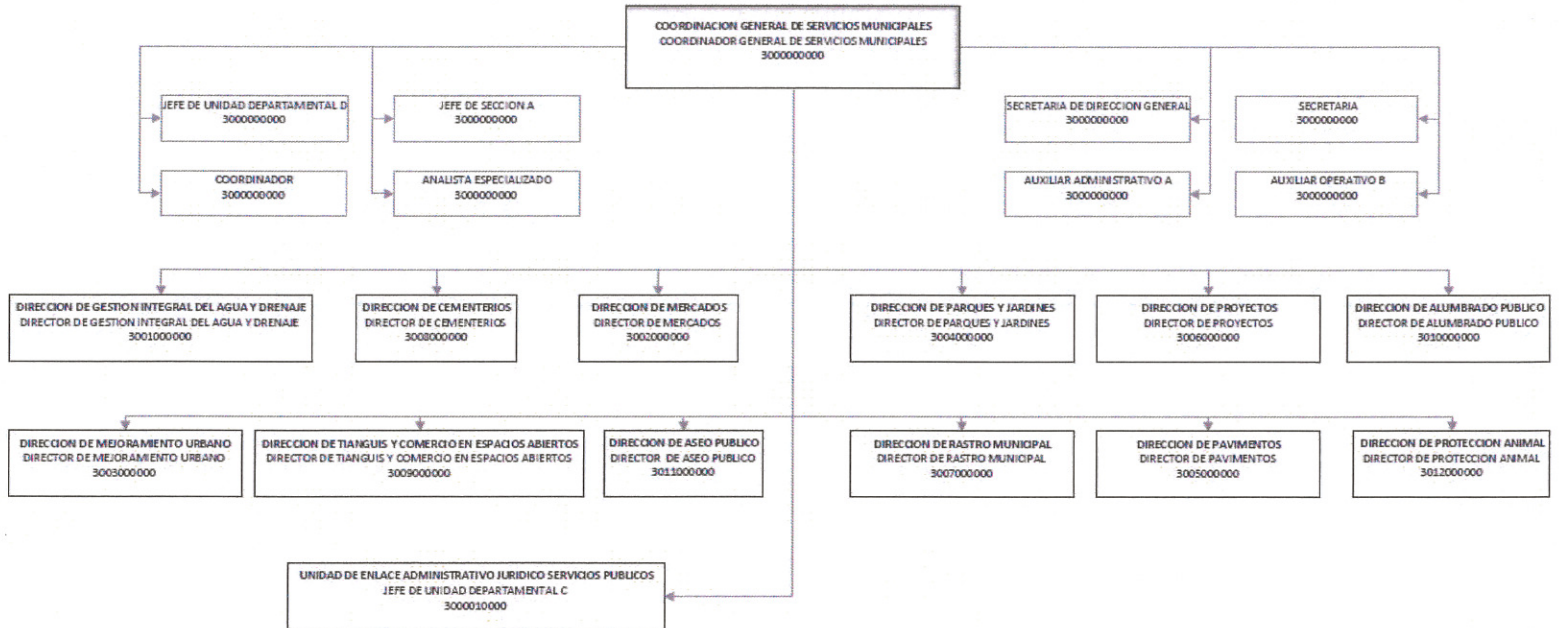 COORDINACION GENERAL DE SERVICIOS MUNICIPALES
COORDINADOR GENERAL DE SERVICIOS MUNICIPALES
3000000000
JEFE DE UNIDAD DEPARTAMENTAL D
3000000000
JEFE DE SECCION A
3000000000
SECRETARIA DE DIRECCION GENERAL
3000000000
SECRETARIA
3000000000
COORDINADOR
3000000000
ANALISTA ESPECIALIZADO
3000000000
AUXILIAR ADMINISTRATIVO A
3000000000
AUXILIAR OPERATIVO B
3000000000
DIRECCION DE GESTION INTEGRAL DEL AGUA Y DRENAJE
DIRECTOR DE GESTION INTEGRAL DEL AGUA Y DRENAJE
3001000000
DIRECCION DE CEMENTERIOS
DIRECTOR DE CEMENTERIOS
3008000000
DIRECCION DE MERCADOS
DIRECTOR DE MERCADOS
3002000000
DIRECCION DE PARQUES Y JARDINES
DIRECTOR DE PARQUES Y JARDINES
3004000000
DIRECCION DE PROYECTOS
DIRECTOR DE PROYECTOS
3006000000
DIRECCION DE ALUMBRADO PUBLICO
DIRECTOR DE ALUMBRADO PUBLICO
3010000000
DIRECCION DE MEJORAMIENTO URBANO
DIRECTOR DE MEJORAMIENTO URBANO
3003000000
DIRECCION DE TIANGUIS Y COMERCIO EN ESPACIOS ABIERTOS
DIRECTOR DE TIANGUIS Y COMERCIO EN ESPACIOS ABIERTOS
3009000000
DIRECCION DE ASEO PUBLICO
DIRECTOR DE ASEO PUBLICO
3011000000
DIRECCION DE RASTRO MUNICIPAL
DIRECTOR DE RASTRO MUNICIPAL
3007000000
DIRECCION DE PAVIMENTOS
DIRECTOR DE PAVIMENTOS
3005000000
DIRECCION DE PROTECCION ANIMAL
DIRECTOR DE PROTECCION ANIMAL
3012000000
UNIDAD DE ENLACE ADMINISTRATIVO JURIDICO SERVICIOS PUBLICOS
JEFE DE UNIDAD DEPARTAMENTAL C
3000010000